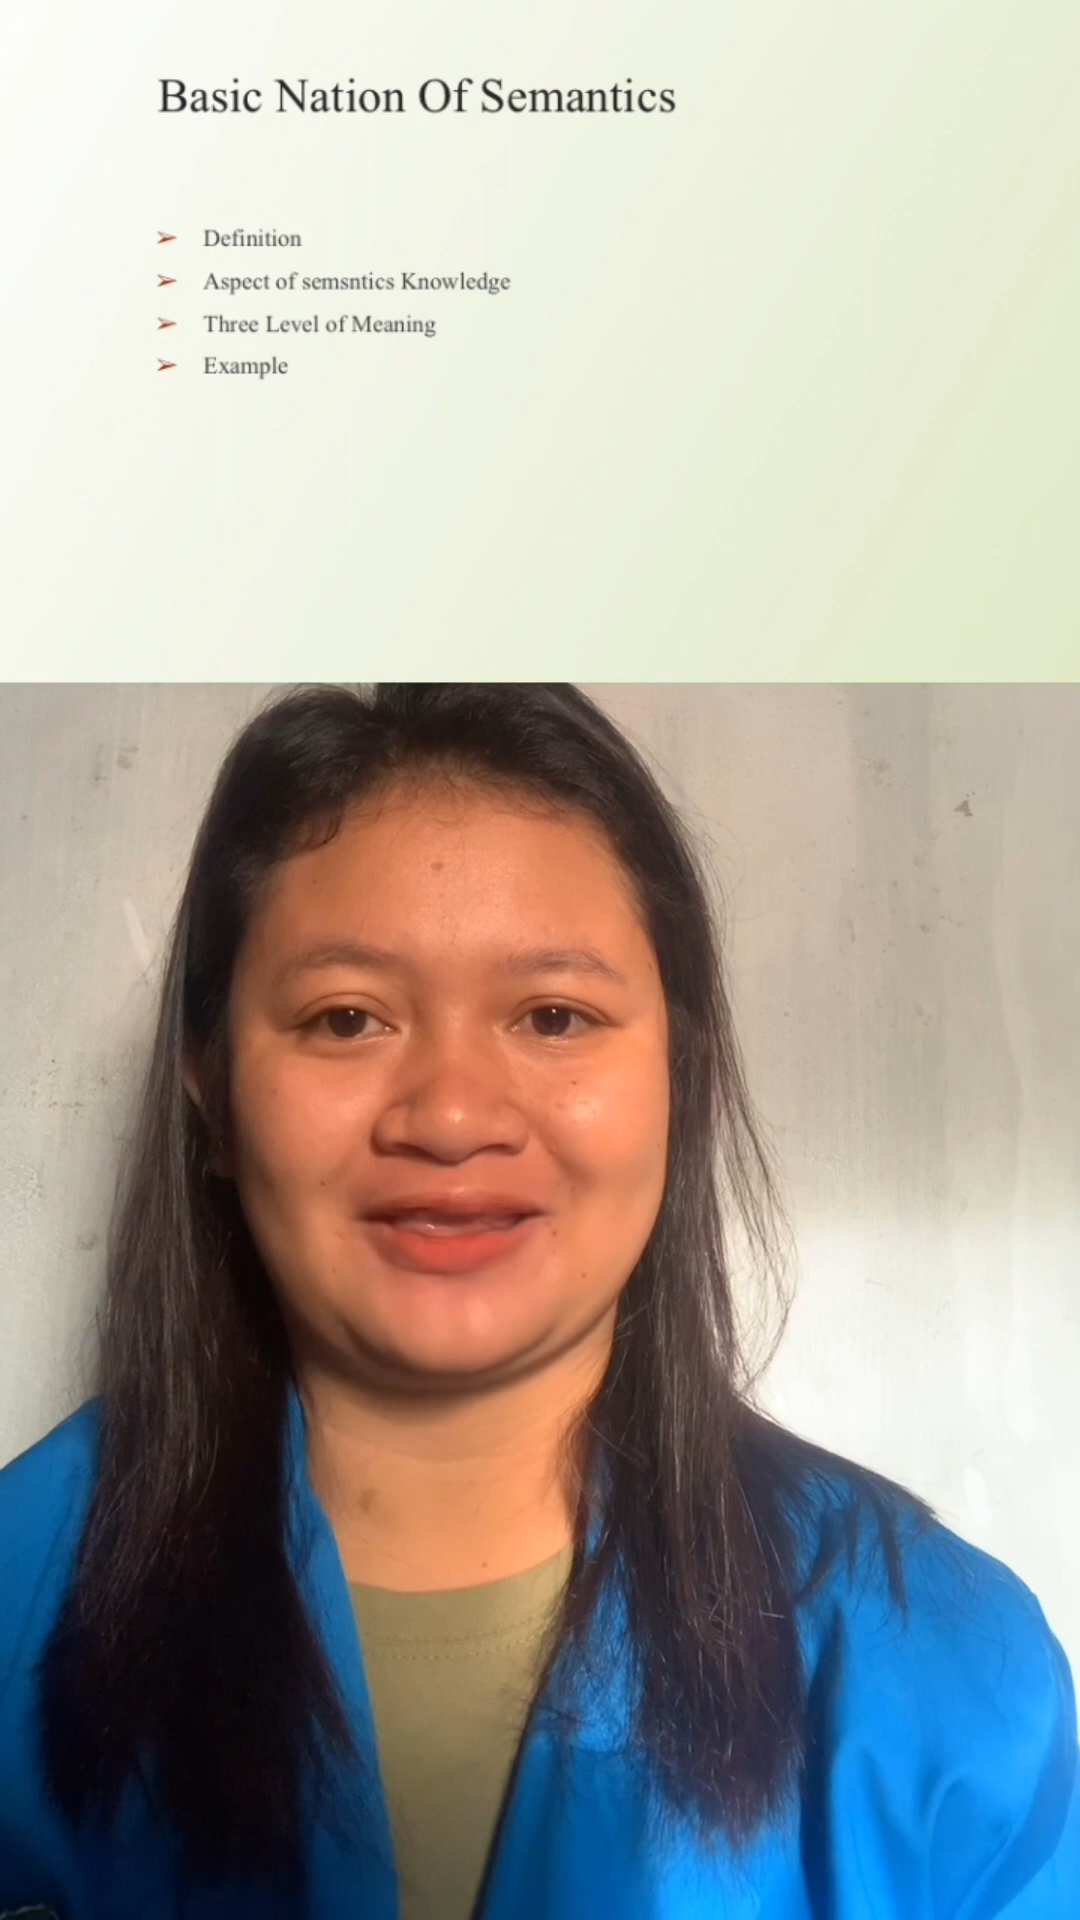 Basic Nation Of Semantics
➢ Definition
➢ Aspect of semsntics Knowledge
➢ Three Level of Meaning
➢ Example